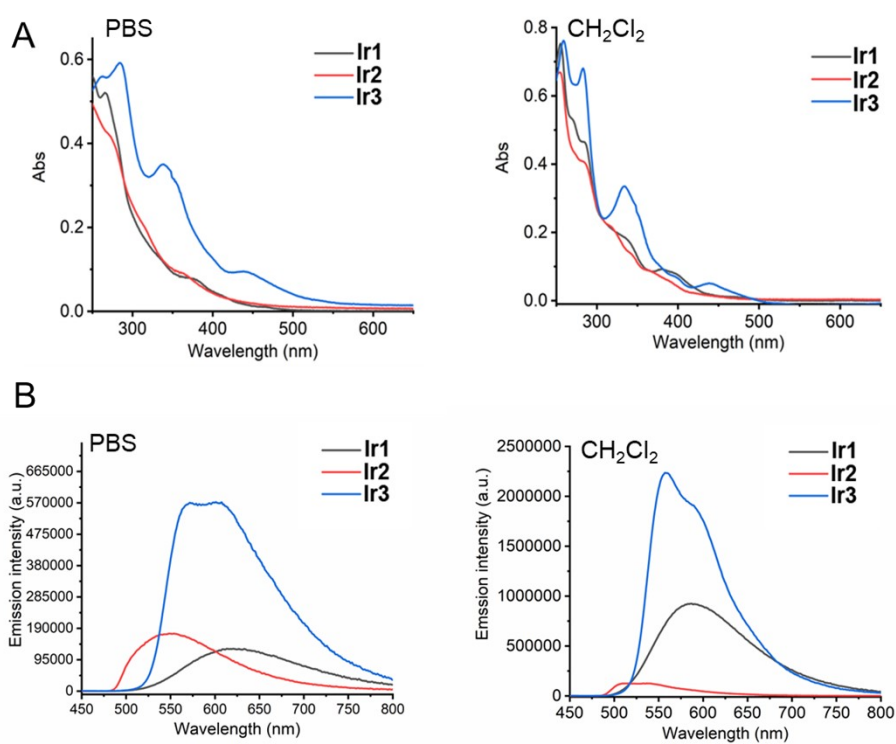 A
PBS
Ir1
Ir2
Ir3
0.6
0.4
0.2
0.0
Abs
300
400
500
600
Wavelength (nm)
CH₂Cl₂
Ir1
Ir2
Ir3
0.8
0.6
0.4
0.2
0.0
Abs
300
400
500
600
Wavelength (nm)
B
PBS
Ir1
Ir2
Ir3
665000
570000
475000
380000
285000
190000
95000
0
Emission intensity (a.u.)
450
500
550
600
650
700
750
800
Wavelength (nm)
CH₂Cl₂
Ir1
Ir2
Ir3
2500000
2000000
1500000
1000000
500000
0
Emssion intensity (a.u.)
450
500
550
600
650
700
750
800
Wavelength (nm)